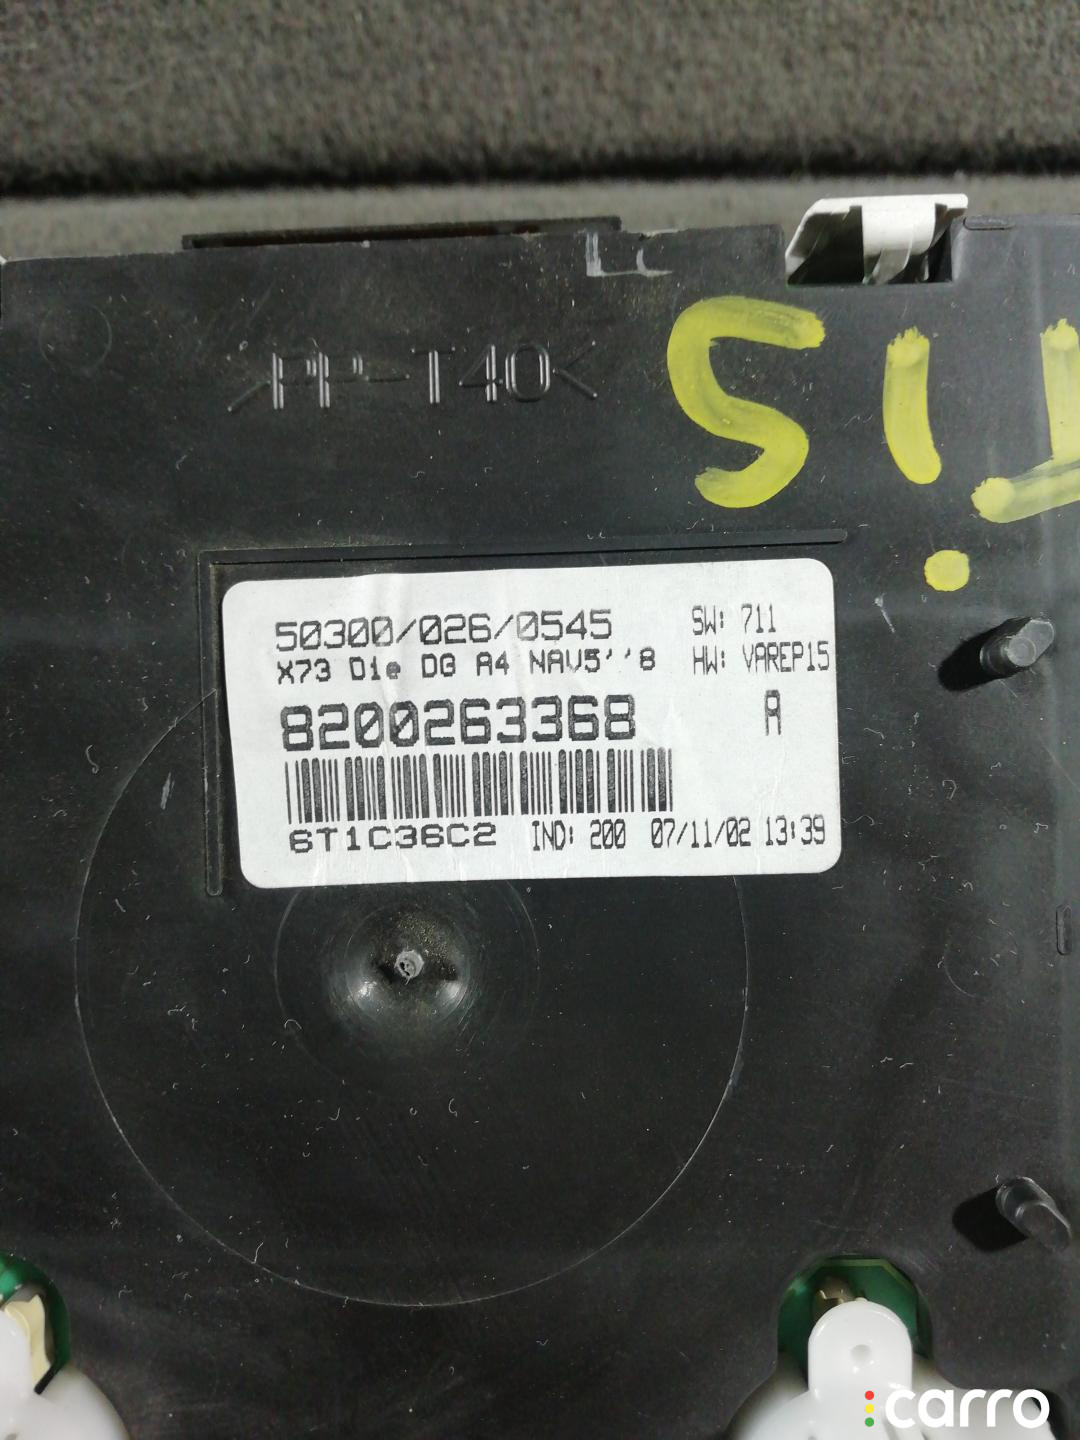 >PP-T40<
50300/026/0545
SW: 711
X73 D1e DG A4 NAV5''8
HW: VAREP15
8200263368
A
6T1C36C2
IND: 200 07/11/02 13:39
carro